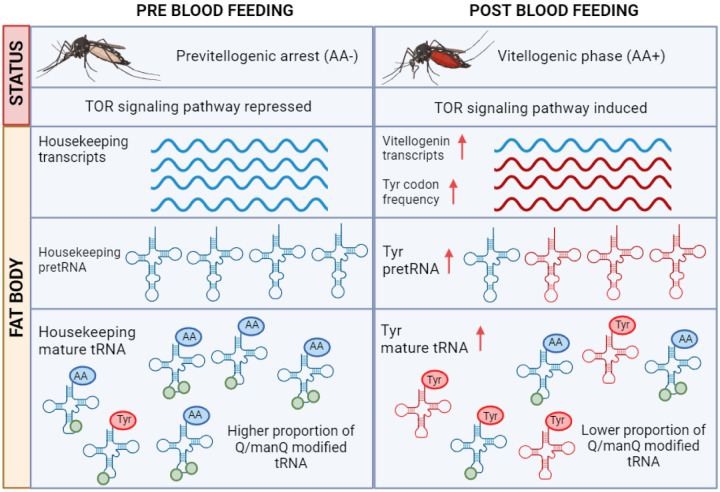 PRE BLOOD FEEDING
POST BLOOD FEEDING
STATUS
Previtellogenic arrest (AA-)
Vitellogenic phase (AA+)
TOR signaling pathway repressed
TOR signaling pathway induced
FAT BODY
Housekeeping
transcripts
Vitellogenin
transcripts
Tyr codon
frequency
Housekeeping
pretRNA
Tyr
pretRNA
Housekeeping
mature tRNA
AA
AA
AA
AA
Tyr
AA
Higher proportion of
Q/manQ modified
tRNA
Tyr
mature tRNA
Tyr
AA
AA
Tyr
Tyr
Tyr
Lower proportion of
Q/manQ modified
tRNA